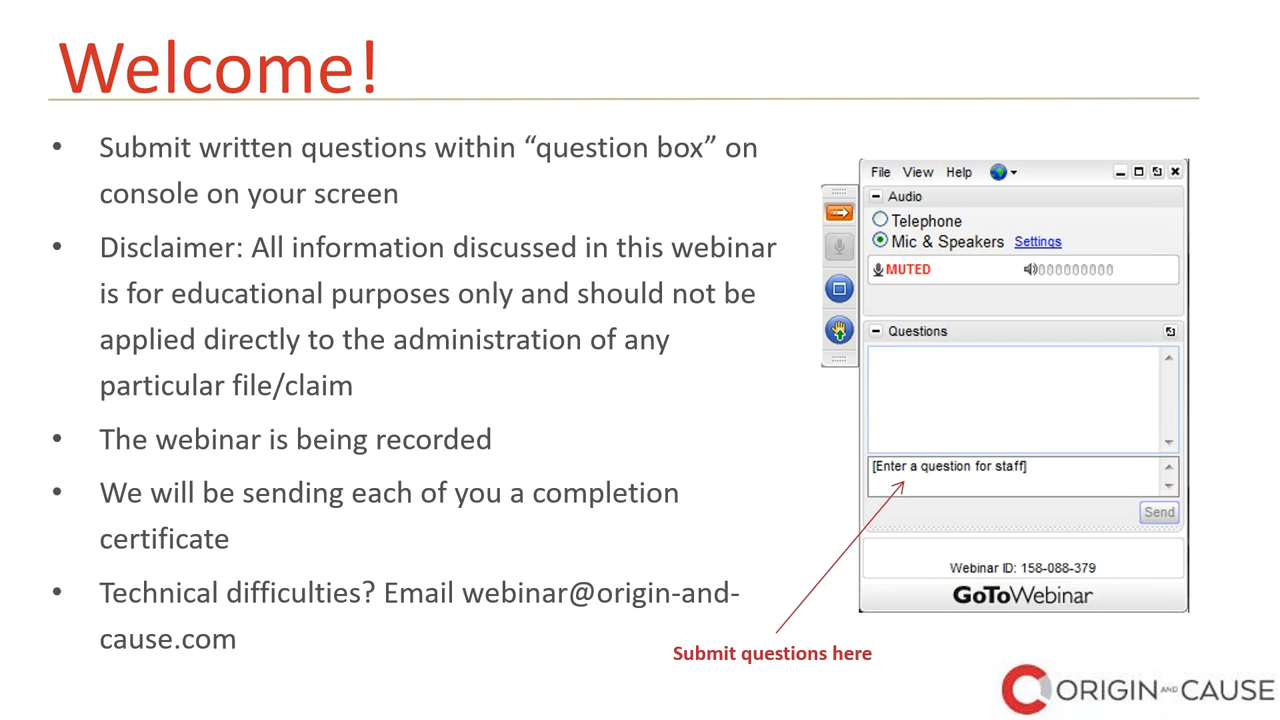 Welcome!
• Submit written questions within “question box” on
console on your screen
• Disclaimer: All information discussed in this webinar
is for educational purposes only and should not be
applied directly to the administration of any
particular file/claim
• The webinar is being recorded
• We will be sending each of you a completion
certificate
• Technical difficulties? Email webinar@origin-and-
cause.com
File View Help
Audio
Telephone
Mic & Speakers Settings
MUTED 000000000
Questions
[Enter a question for staff]
Send
Webinar ID: 158-088-379
GoToWebinar
Submit questions here
ORIGIN AND CAUSE